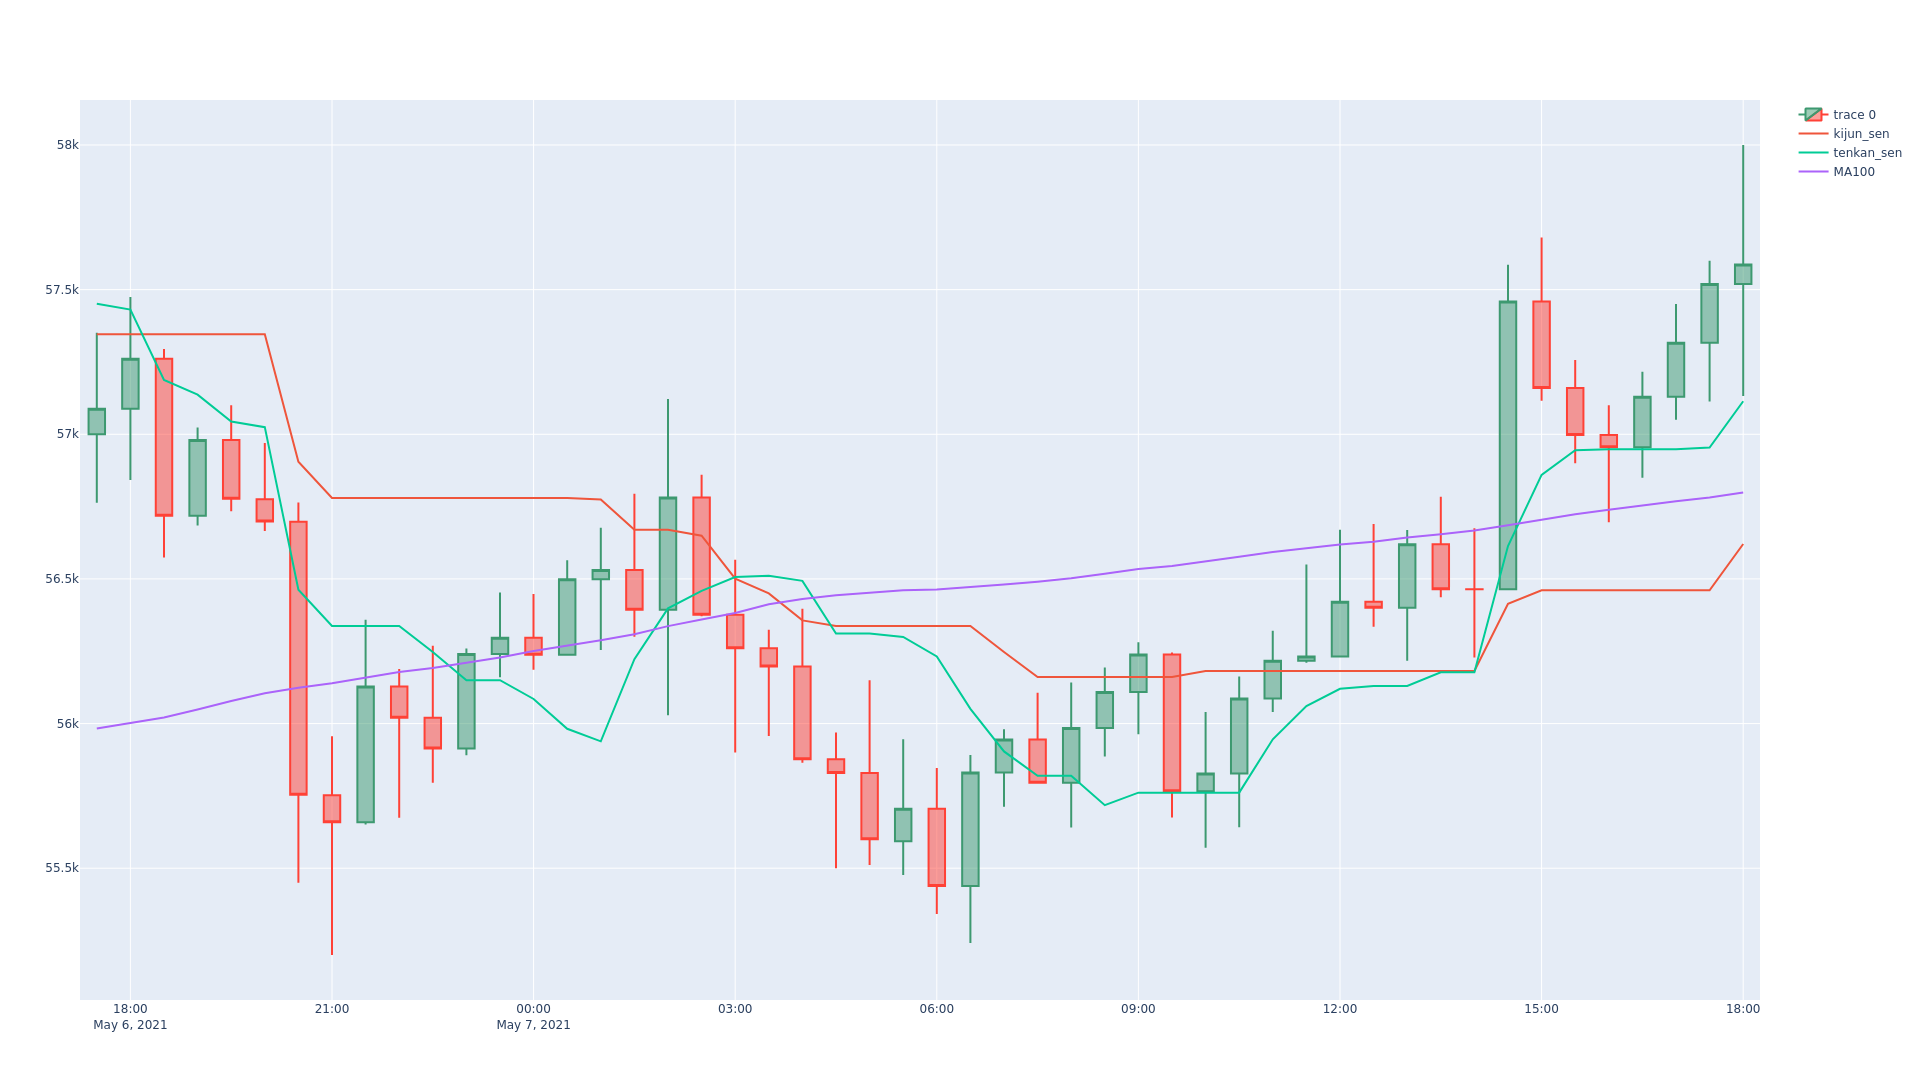 58k
57.5k
57k
56.5k
56k
55.5k
18:00
May 6, 2021
21:00
00:00
May 7, 2021
03:00
06:00
09:00
12:00
15:00
18:00
trace 0
kijun_sen
tenkan_sen
MA100